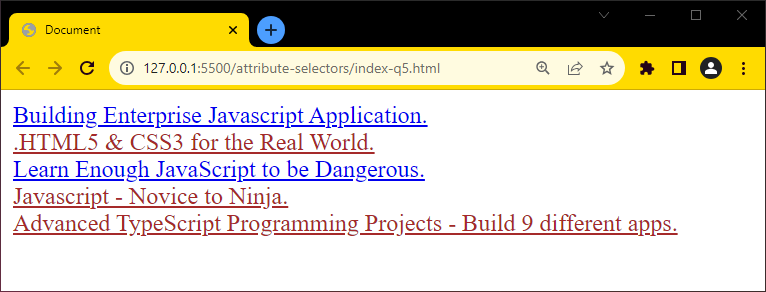 Document
127.0.0.1:5500/attribute-selectors/index-q5.html
Building Enterprise Javascript Application.
.HTML5 & CSS3 for the Real World.
Learn Enough JavaScript to be Dangerous.
Javascript - Novice to Ninja.
Advanced TypeScript Programming Projects - Build 9 different apps.